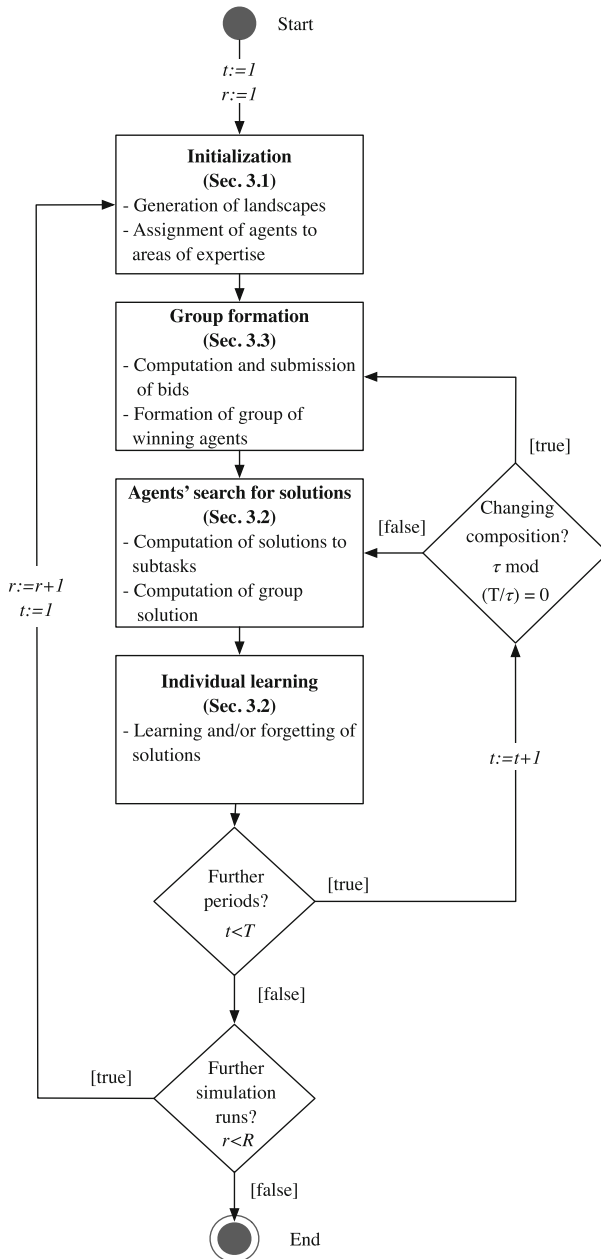 Start
t:=1
r:=1
Initialization
(Sec. 3.1)
- Generation of landscapes
- Assignment of agents to
areas of expertise
Group formation
(Sec. 3.3)
- Computation and submission
of bids
- Formation of group of
winning agents
[true]
Agents' search for solutions
(Sec. 3.2)
- Computation of solutions to
subtasks
- Computation of group
solution
[false]
Changing
composition?
τ mod
(T/τ) = 0
r:=r+1
t:=1
Individual learning
(Sec. 3.2)
- Learning and/or forgetting of
solutions
t:=t+1
Further
periods?
t<T
[true]
[false]
Further
simulation
runs?
r<R
[true]
[false]
End